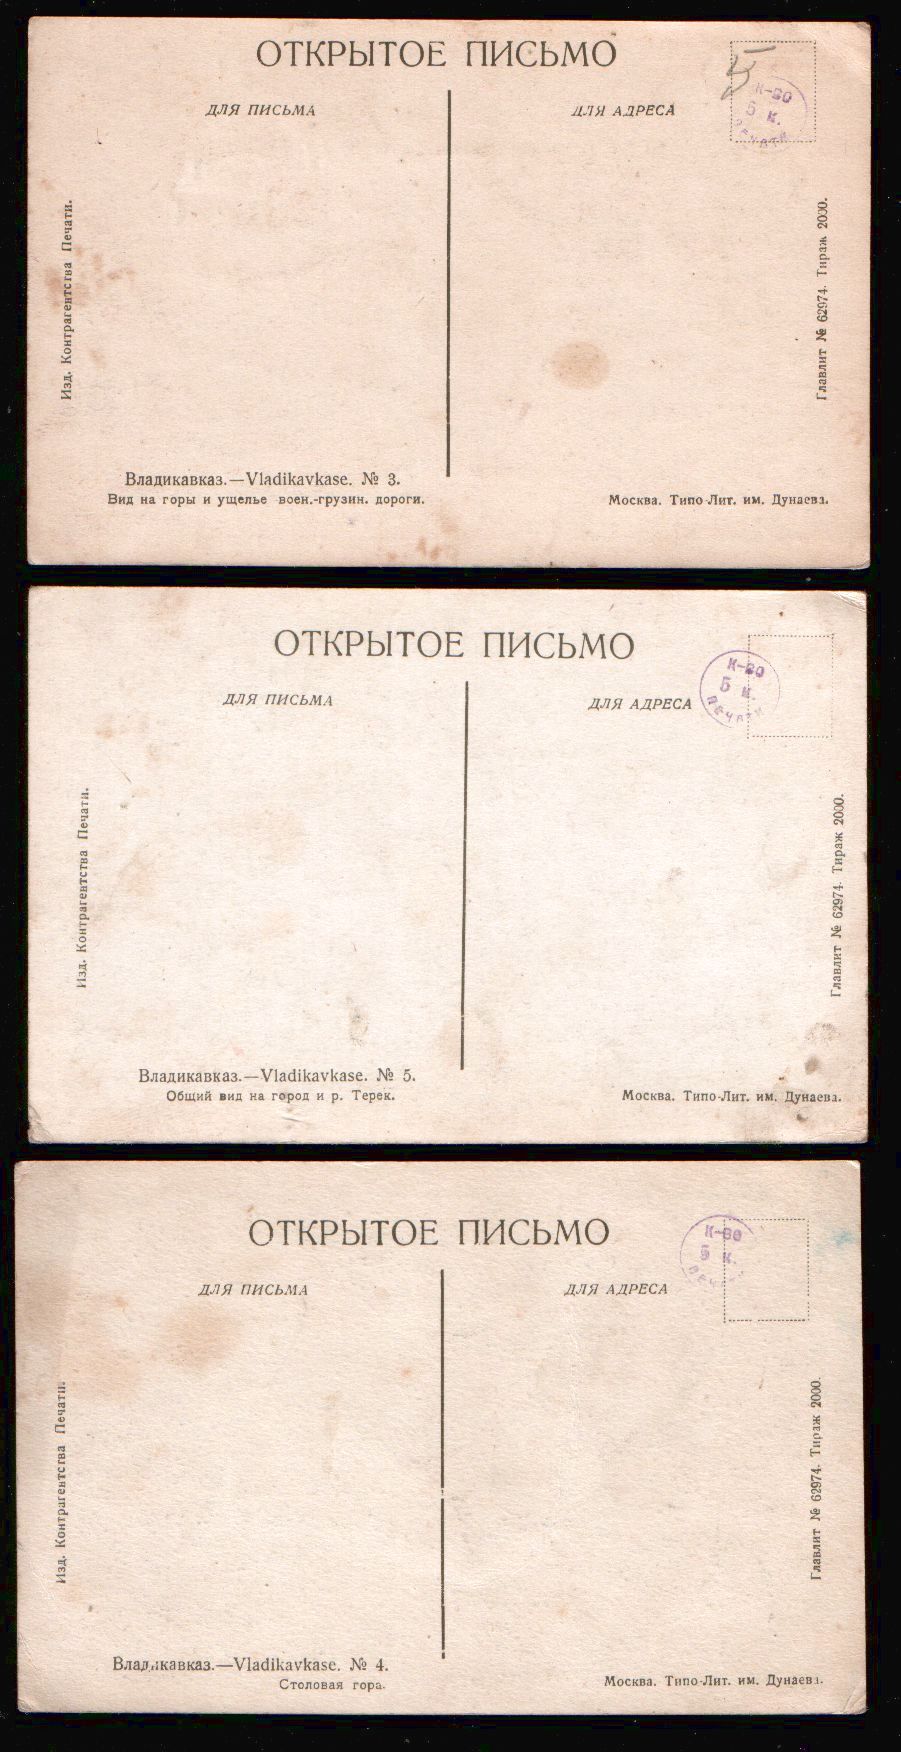 ОТКРЫТОЕ ПИСЬМО
ДЛЯ ПИСЬМА
ДЛЯ АДРЕСА
5
К-ВО
5 к.
ПЕЧАТИ
Изд. Контрагентства Печати.
Главлит № 62974. Тираж 2000.
Владикавказ.—Vladikavkase. № 3.
Вид на горы и ущелье воен.-грузин. дороги.
Москва. Типо-Лит. им. Дунаева.
ОТКРЫТОЕ ПИСЬМО
ДЛЯ ПИСЬМА
ДЛЯ АДРЕСА
К-ВО
5 к.
ПЕЧАТИ
Изд. Контрагентства Печати.
Главлит № 62974. Тираж 2000.
Владикавказ.—Vladikavkase. № 5.
Общий вид на город и р. Терек.
Москва. Типо-Лит. им. Дунаева.
ОТКРЫТОЕ ПИСЬМО
ДЛЯ ПИСЬМА
ДЛЯ АДРЕСА
К-ВО
5 к.
ПЕЧАТИ
Изд. Контрагентства Печати.
Главлит № 62974. Тираж 2000.
Владикавказ.—Vladikavkase. № 4.
Столовая гора.
Москва. Типо-Лит. им. Дунаева.